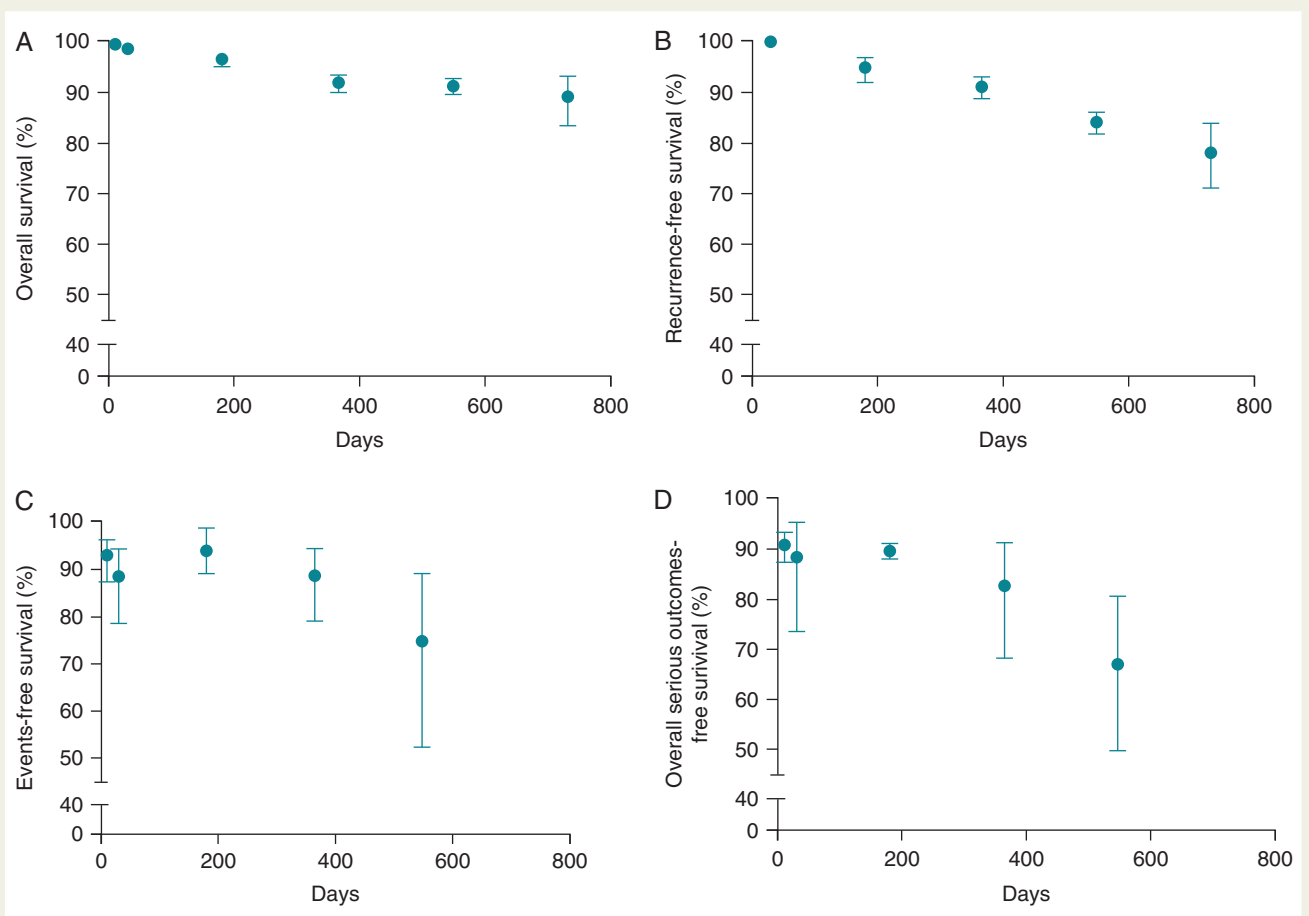 A
Overall survival (%)
100
90
80
70
60
50
40
0
0 200 400 600 800
Days
B
Recurrence-free survival (%)
100
90
80
70
60
50
40
0
0 200 400 600 800
Days
C
Events-free survival (%)
100
90
80
70
60
50
40
0
0 200 400 600 800
Days
D
Overall serious outcomes-
free surivival (%)
100
90
80
70
60
50
40
0
0 200 400 600 800
Days